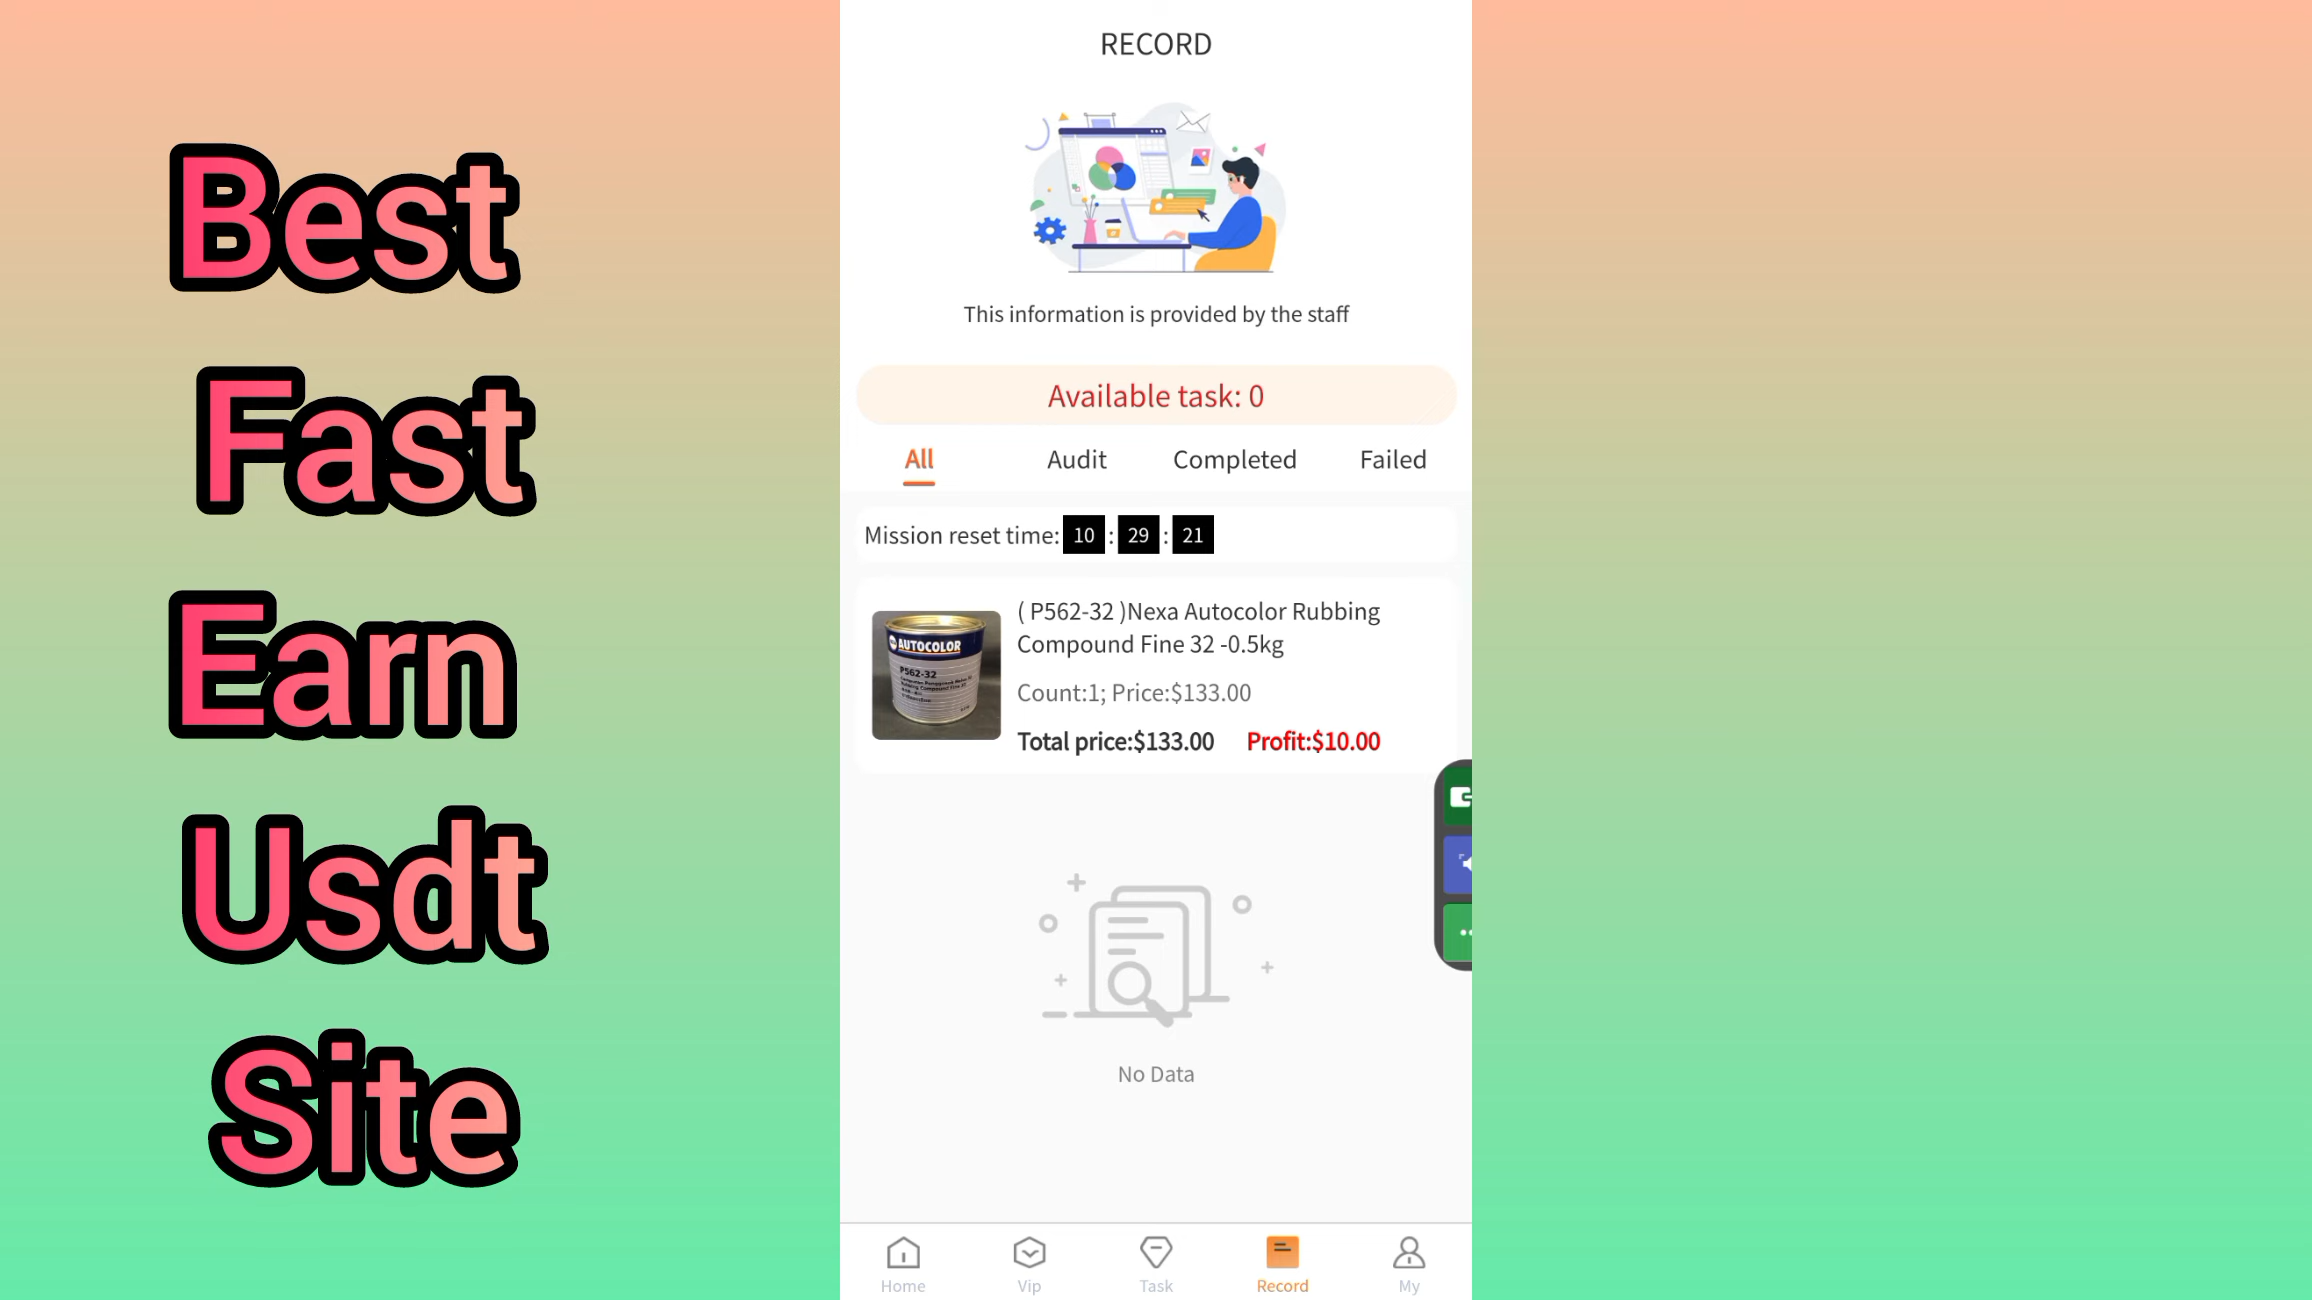 Best
Fast
Earn
Usdt
Site
RECORD
This information is provided by the staff
Available task: 0
All Audit Completed Failed
Mission reset time: 10 : 29 : 21
( P562-32 )Nexa Autocolor Rubbing
Compound Fine 32 -0.5kg
Count:1; Price:$133.00
Total price:$133.00 Profit:$10.00
AUTOCOLOR
P562-32
No Data
Home Vip Task Record My